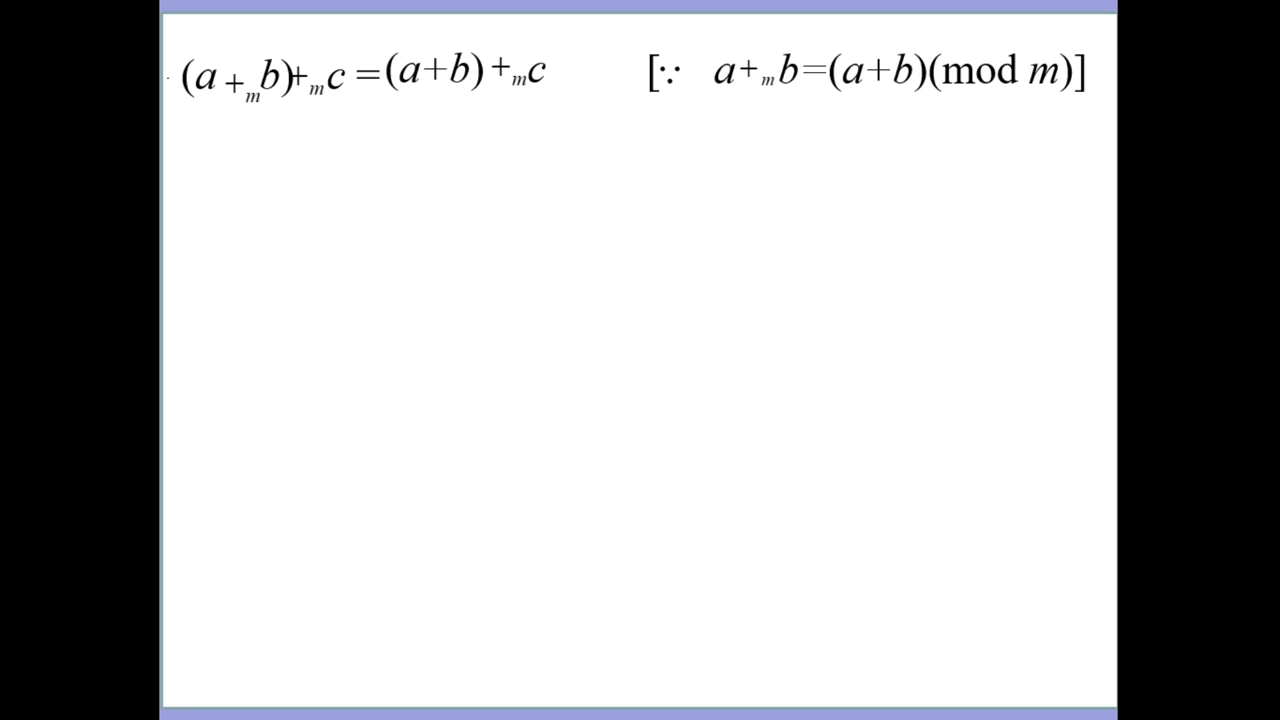 (a +ₘ b)+ₘ c = (a+b) +ₘ c [∵ a+ₘ b=(a+b)(mod m)]